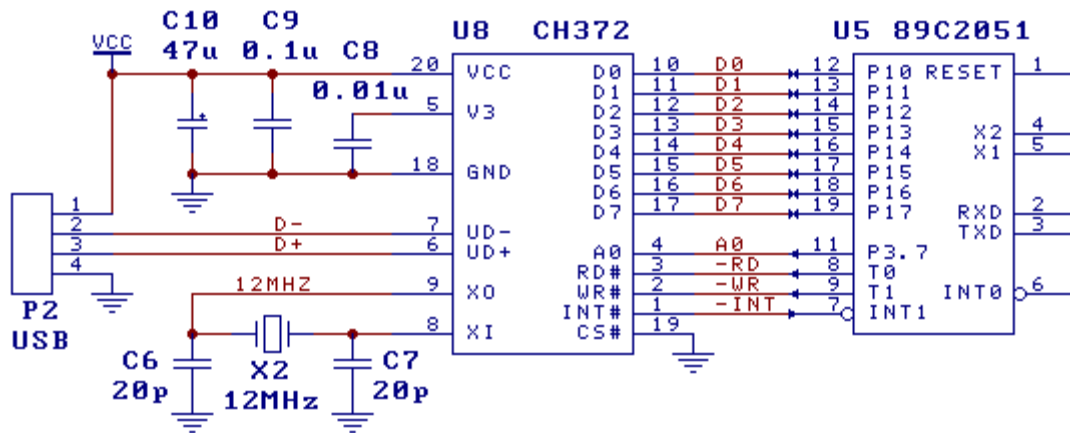 C10 C9 U8 CH372 U5 89C2051
VCC 47u 0.1u C8
20 VCC D0 10 D0 12 P10 RESET 1
0.01u D1 11 D1 13 P11
5 V3 D2 12 D2 14 P12
D3 13 D3 15 P13 X2 4
D4 14 D4 16 P14 X1 5
18 GND D5 15 D5 17 P15
D6 16 D6 18 P16
1 D7 17 D7 19 P17 RXD 2
2 D- 7 UD- TXD 3
3 D+ 6 UD+ A0 4 A0 11 P3.7
4 RD# 3 -RD 8 T0
12MHZ 9 XO WR# 2 -WR 9 T1 INT0 6
P2 INT# 1 -INT 7 INT1
USB 8 XI CS# 19
C6 X2 C7
20p 12MHz 20p